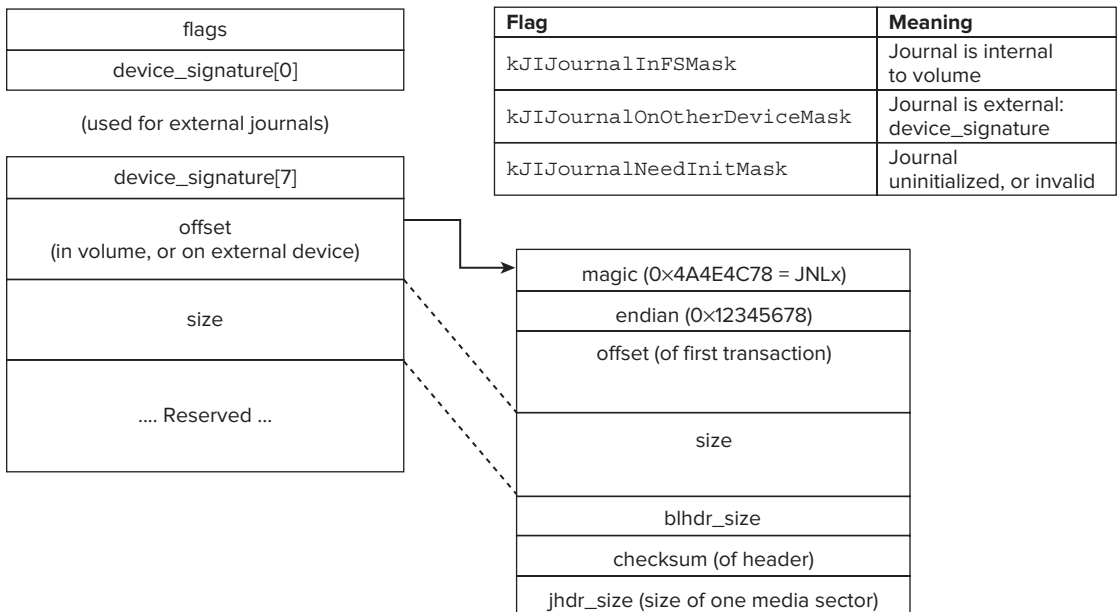 flags
device_signature[0]
(used for external journals)
device_signature[7]
offset
(in volume, or on external device)
size
.... Reserved ...
Flag Meaning
kJIJournalInFSMask Journal is internal
to volume
kJIJournalOnOtherDeviceMask Journal is external:
device_signature
kJIJournalNeedInitMask Journal
uninitialized, or invalid
magic (0×4A4E4C78 = JNLx)
endian (0×12345678)
offset (of first transaction)
size
blhdr_size
checksum (of header)
jhdr_size (size of one media sector)